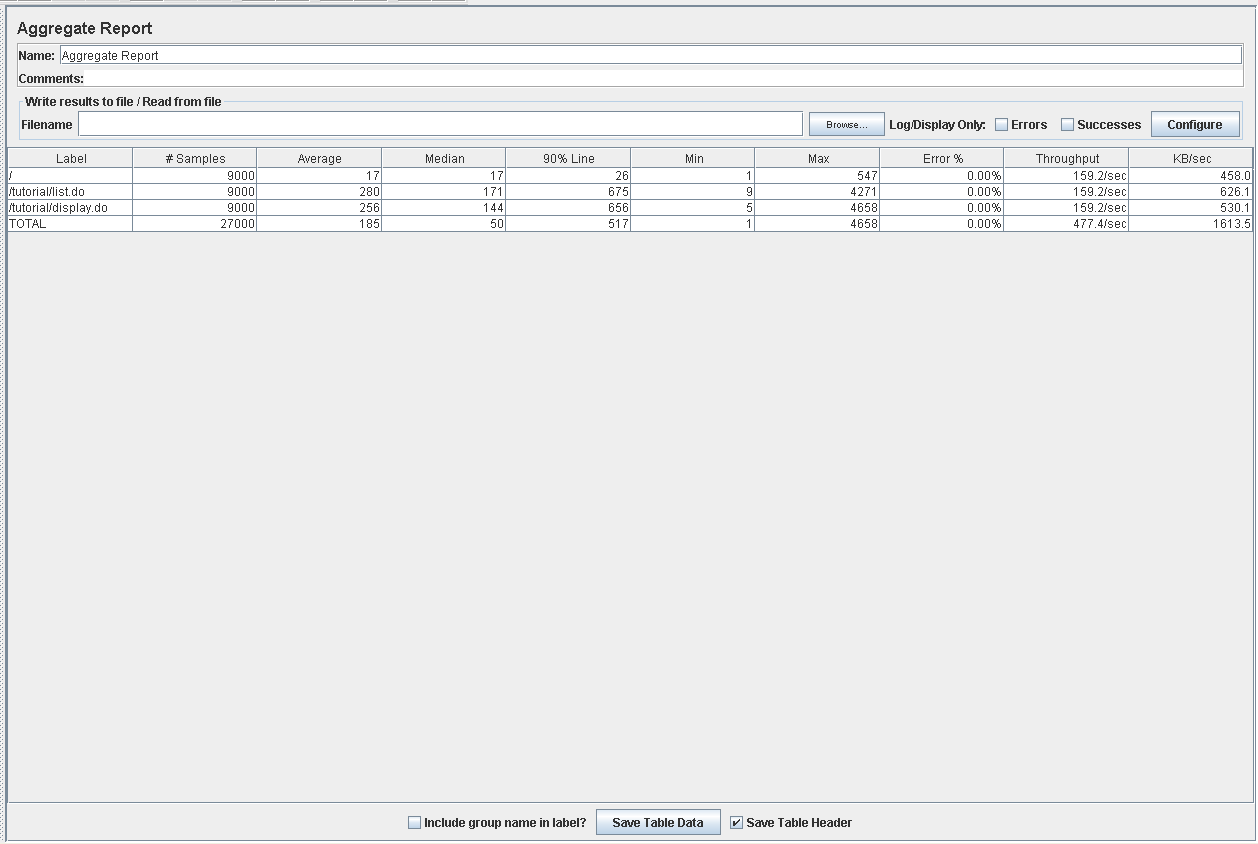 Aggregate Report
Name: Aggregate Report
Comments:
Write results to file / Read from file
Filename Browse... Log/Display Only: Errors Successes Configure
Label # Samples Average Median 90% Line Min Max Error % Throughput KB/sec
/ 9000 17 17 26 1 547 0.00% 159.2/sec 458.0
/tutorial/list.do 9000 280 171 675 9 4271 0.00% 159.2/sec 626.1
/tutorial/display.do 9000 256 144 656 5 4658 0.00% 159.2/sec 530.1
TOTAL 27000 185 50 517 1 4658 0.00% 477.4/sec 1613.5
Include group name in label? Save Table Data Save Table Header